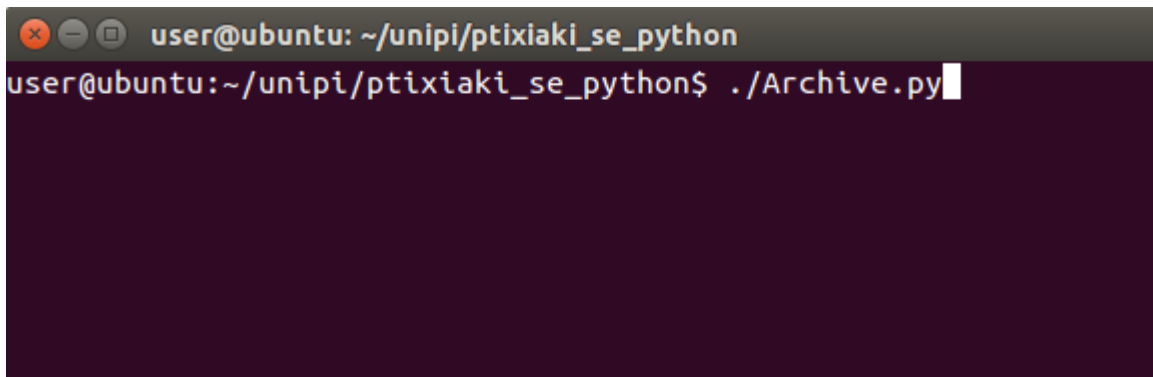 user@ubuntu: ~/unipi/ptixiaki_se_python
user@ubuntu:~/unipi/ptixiaki_se_python$ ./Archive.py